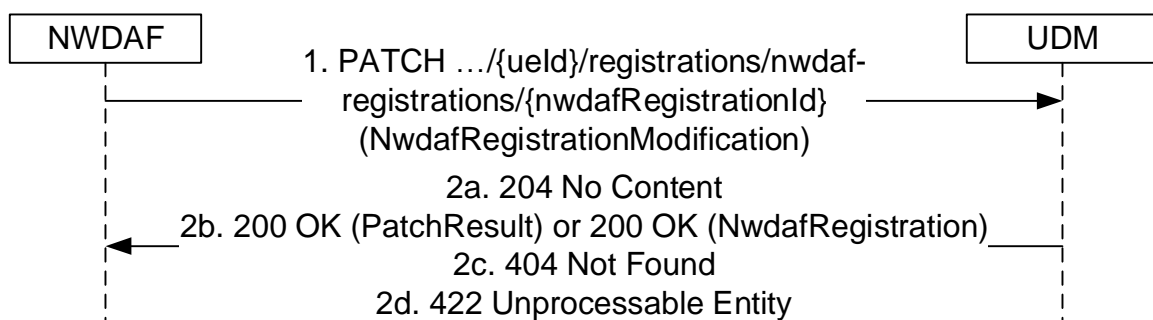 NWDAF
UDM
1. PATCH …/{ueId}/registrations/nwdaf-
registrations/{nwdafRegistrationId}
(NwdafRegistrationModification)
2a. 204 No Content
2b. 200 OK (PatchResult) or 200 OK (NwdafRegistration)
2c. 404 Not Found
2d. 422 Unprocessable Entity